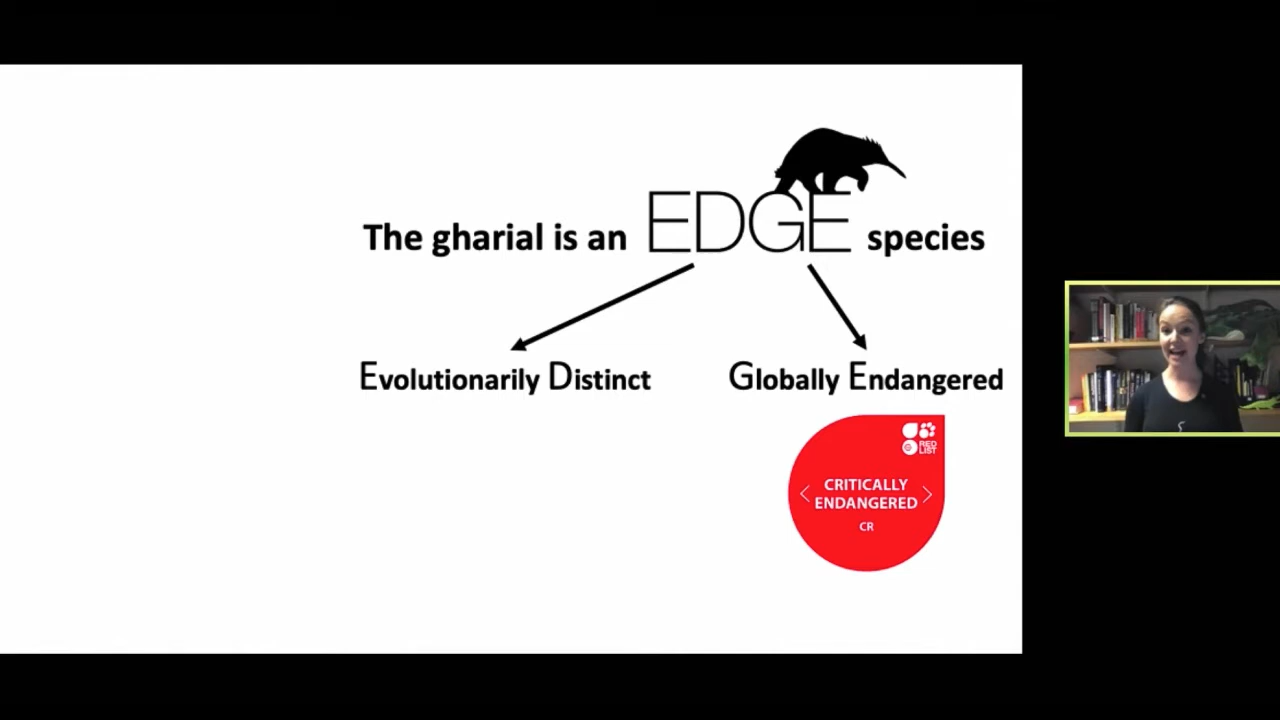 The gharial is an EDGE species
Evolutionarily Distinct
Globally Endangered
RED
LIST
CRITICALLY
ENDANGERED
CR